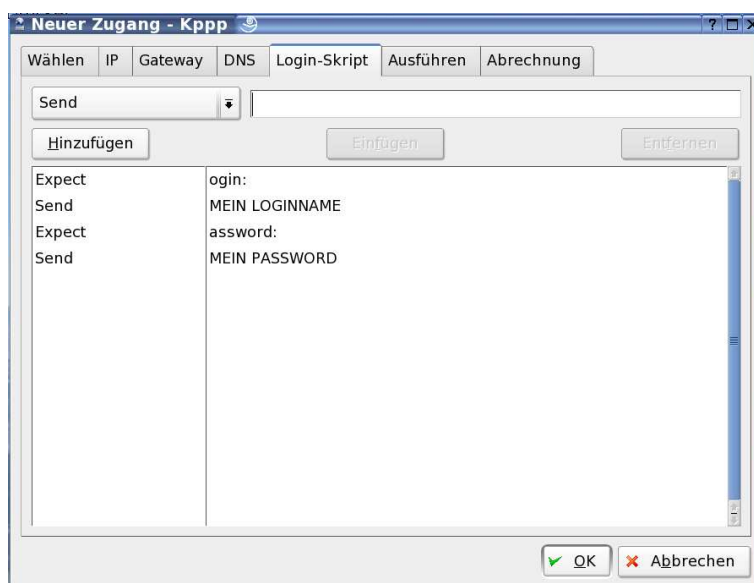 Neuer Zugang - Kppp
Wählen IP Gateway DNS Login-Skript Ausführen Abrechnung
Send
Hinzufügen Einfügen Entfernen
Expect ogin:
Send MEIN LOGINNAME
Expect assword:
Send MEIN PASSWORD
OK Abbrechen